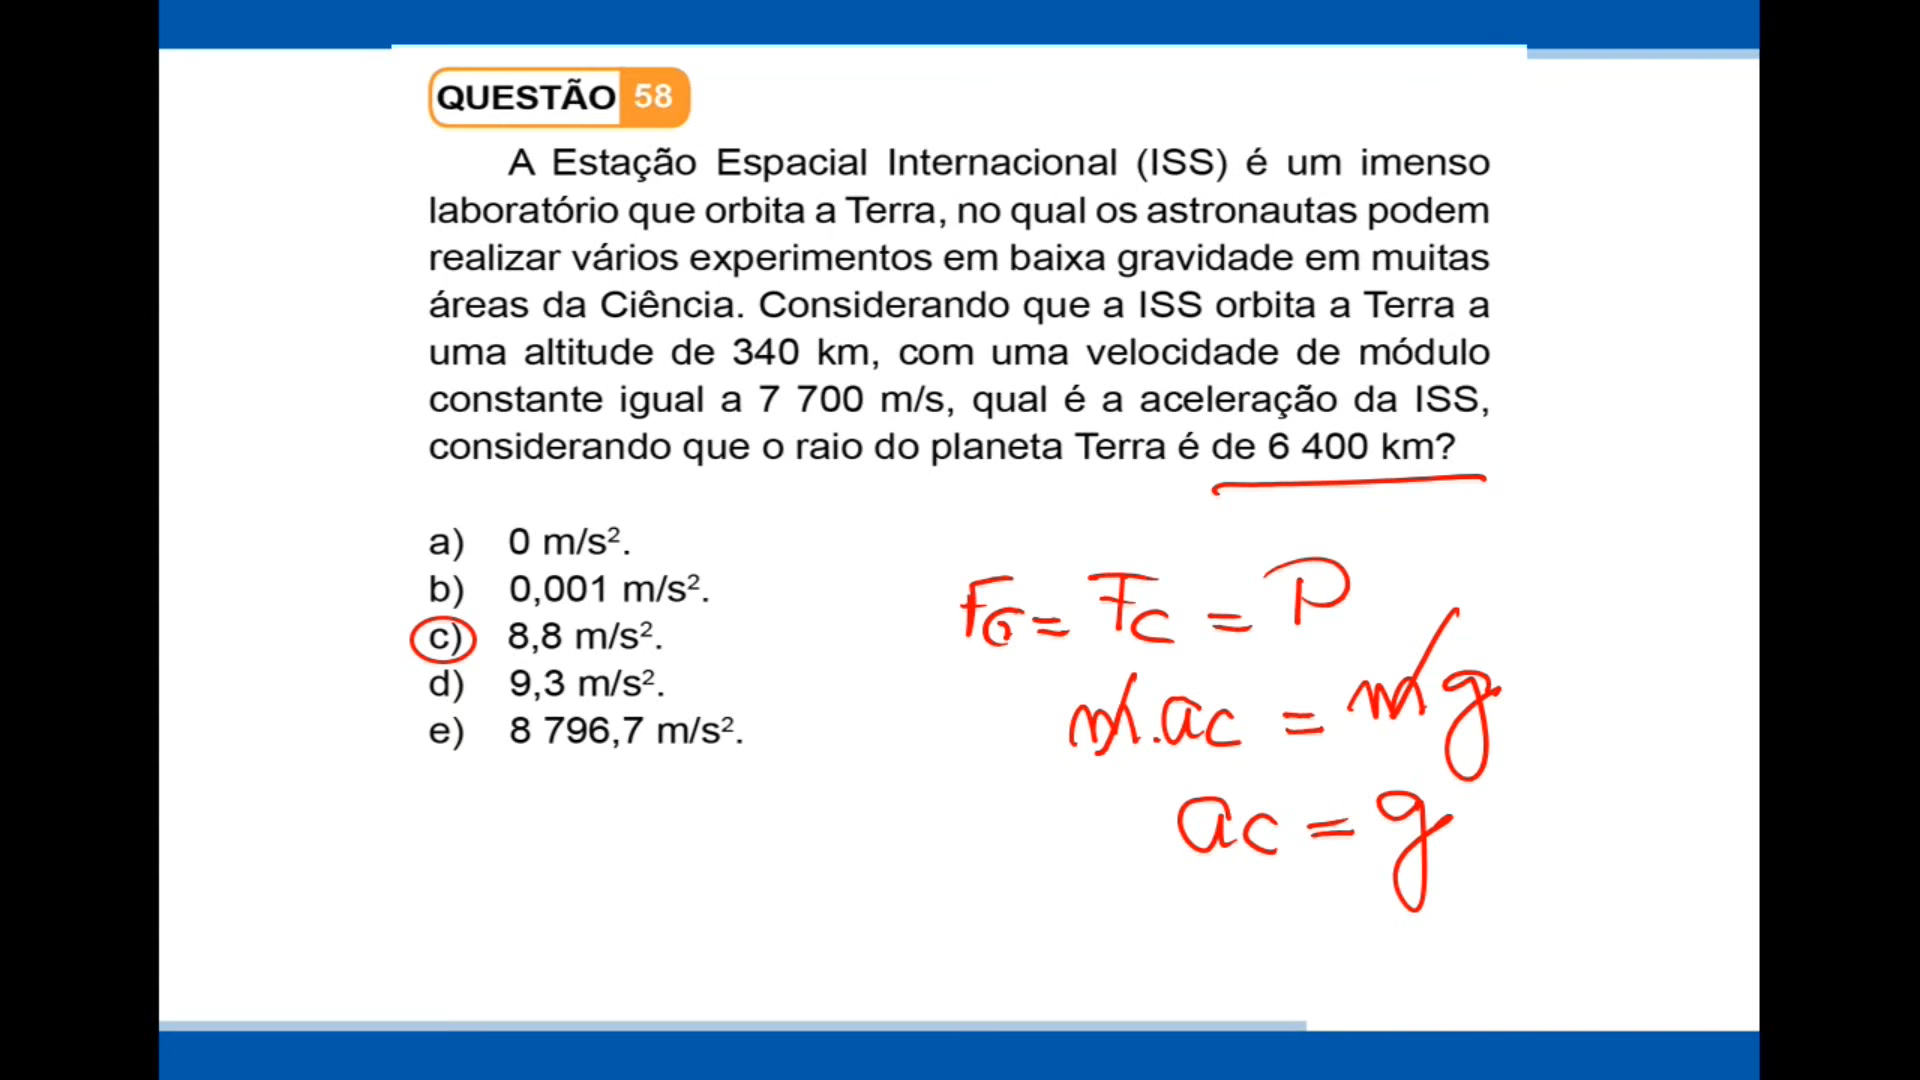 QUESTÃO 58
A Estação Espacial Internacional (ISS) é um imenso
laboratório que orbita a Terra, no qual os astronautas podem
realizar vários experimentos em baixa gravidade em muitas
áreas da Ciência. Considerando que a ISS orbita a Terra a
uma altitude de 340 km, com uma velocidade de módulo
constante igual a 7 700 m/s, qual é a aceleração da ISS,
considerando que o raio do planeta Terra é de 6 400 km?
a) 0 m/s².
b) 0,001 m/s².
c) 8,8 m/s².
d) 9,3 m/s².
e) 8 796,7 m/s².
FG = Fc = P
m.ac = mg
ac = g